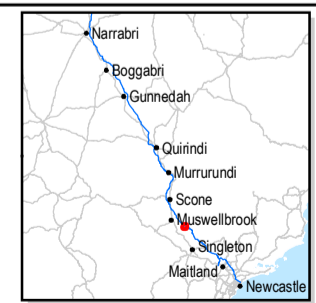 Narrabri
Boggabri
Gunnedah
Quirindi
Murrurundi
Scone
Muswellbrook
Singleton
Maitland
Newcastle